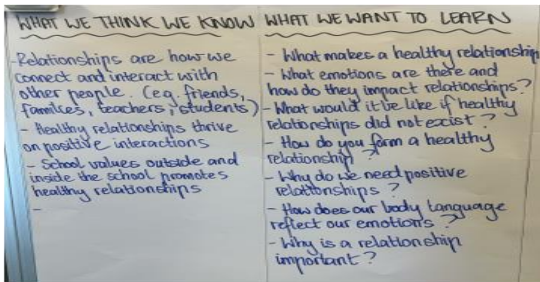 WHAT WE THINK WE KNOW
-Relationships are how we
connect and interact with
other people. (eg. friends,
families, teachers, students)
- Healthy relationships thrive
on positive interactions
- School values outside and
inside the school promotes
healthy relationships
-
WHAT WE WANT TO LEARN
- What makes a healthy relationship
- What emotions are there and
how do they impact relationships?
- What would it be like if healthy
relationships did not exist?
- How do you form a healthy
relationship?
- Why do we need positive
relationships?
- How does our body language
reflect our emotions?
- Why is a relationship
important?